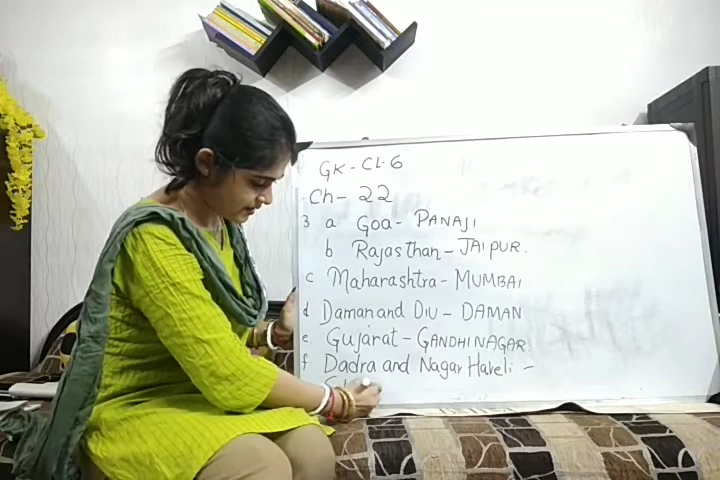 GK - CL-6
Ch - 22
3 a Goa - PANAJI
b Rajasthan - JAIPUR.
c Maharashtra - MUMBAI
d Daman and DIU - DAMAN
e. Gujarat - GANDHINAGAR
f. Dadra and Nagar Haveli -